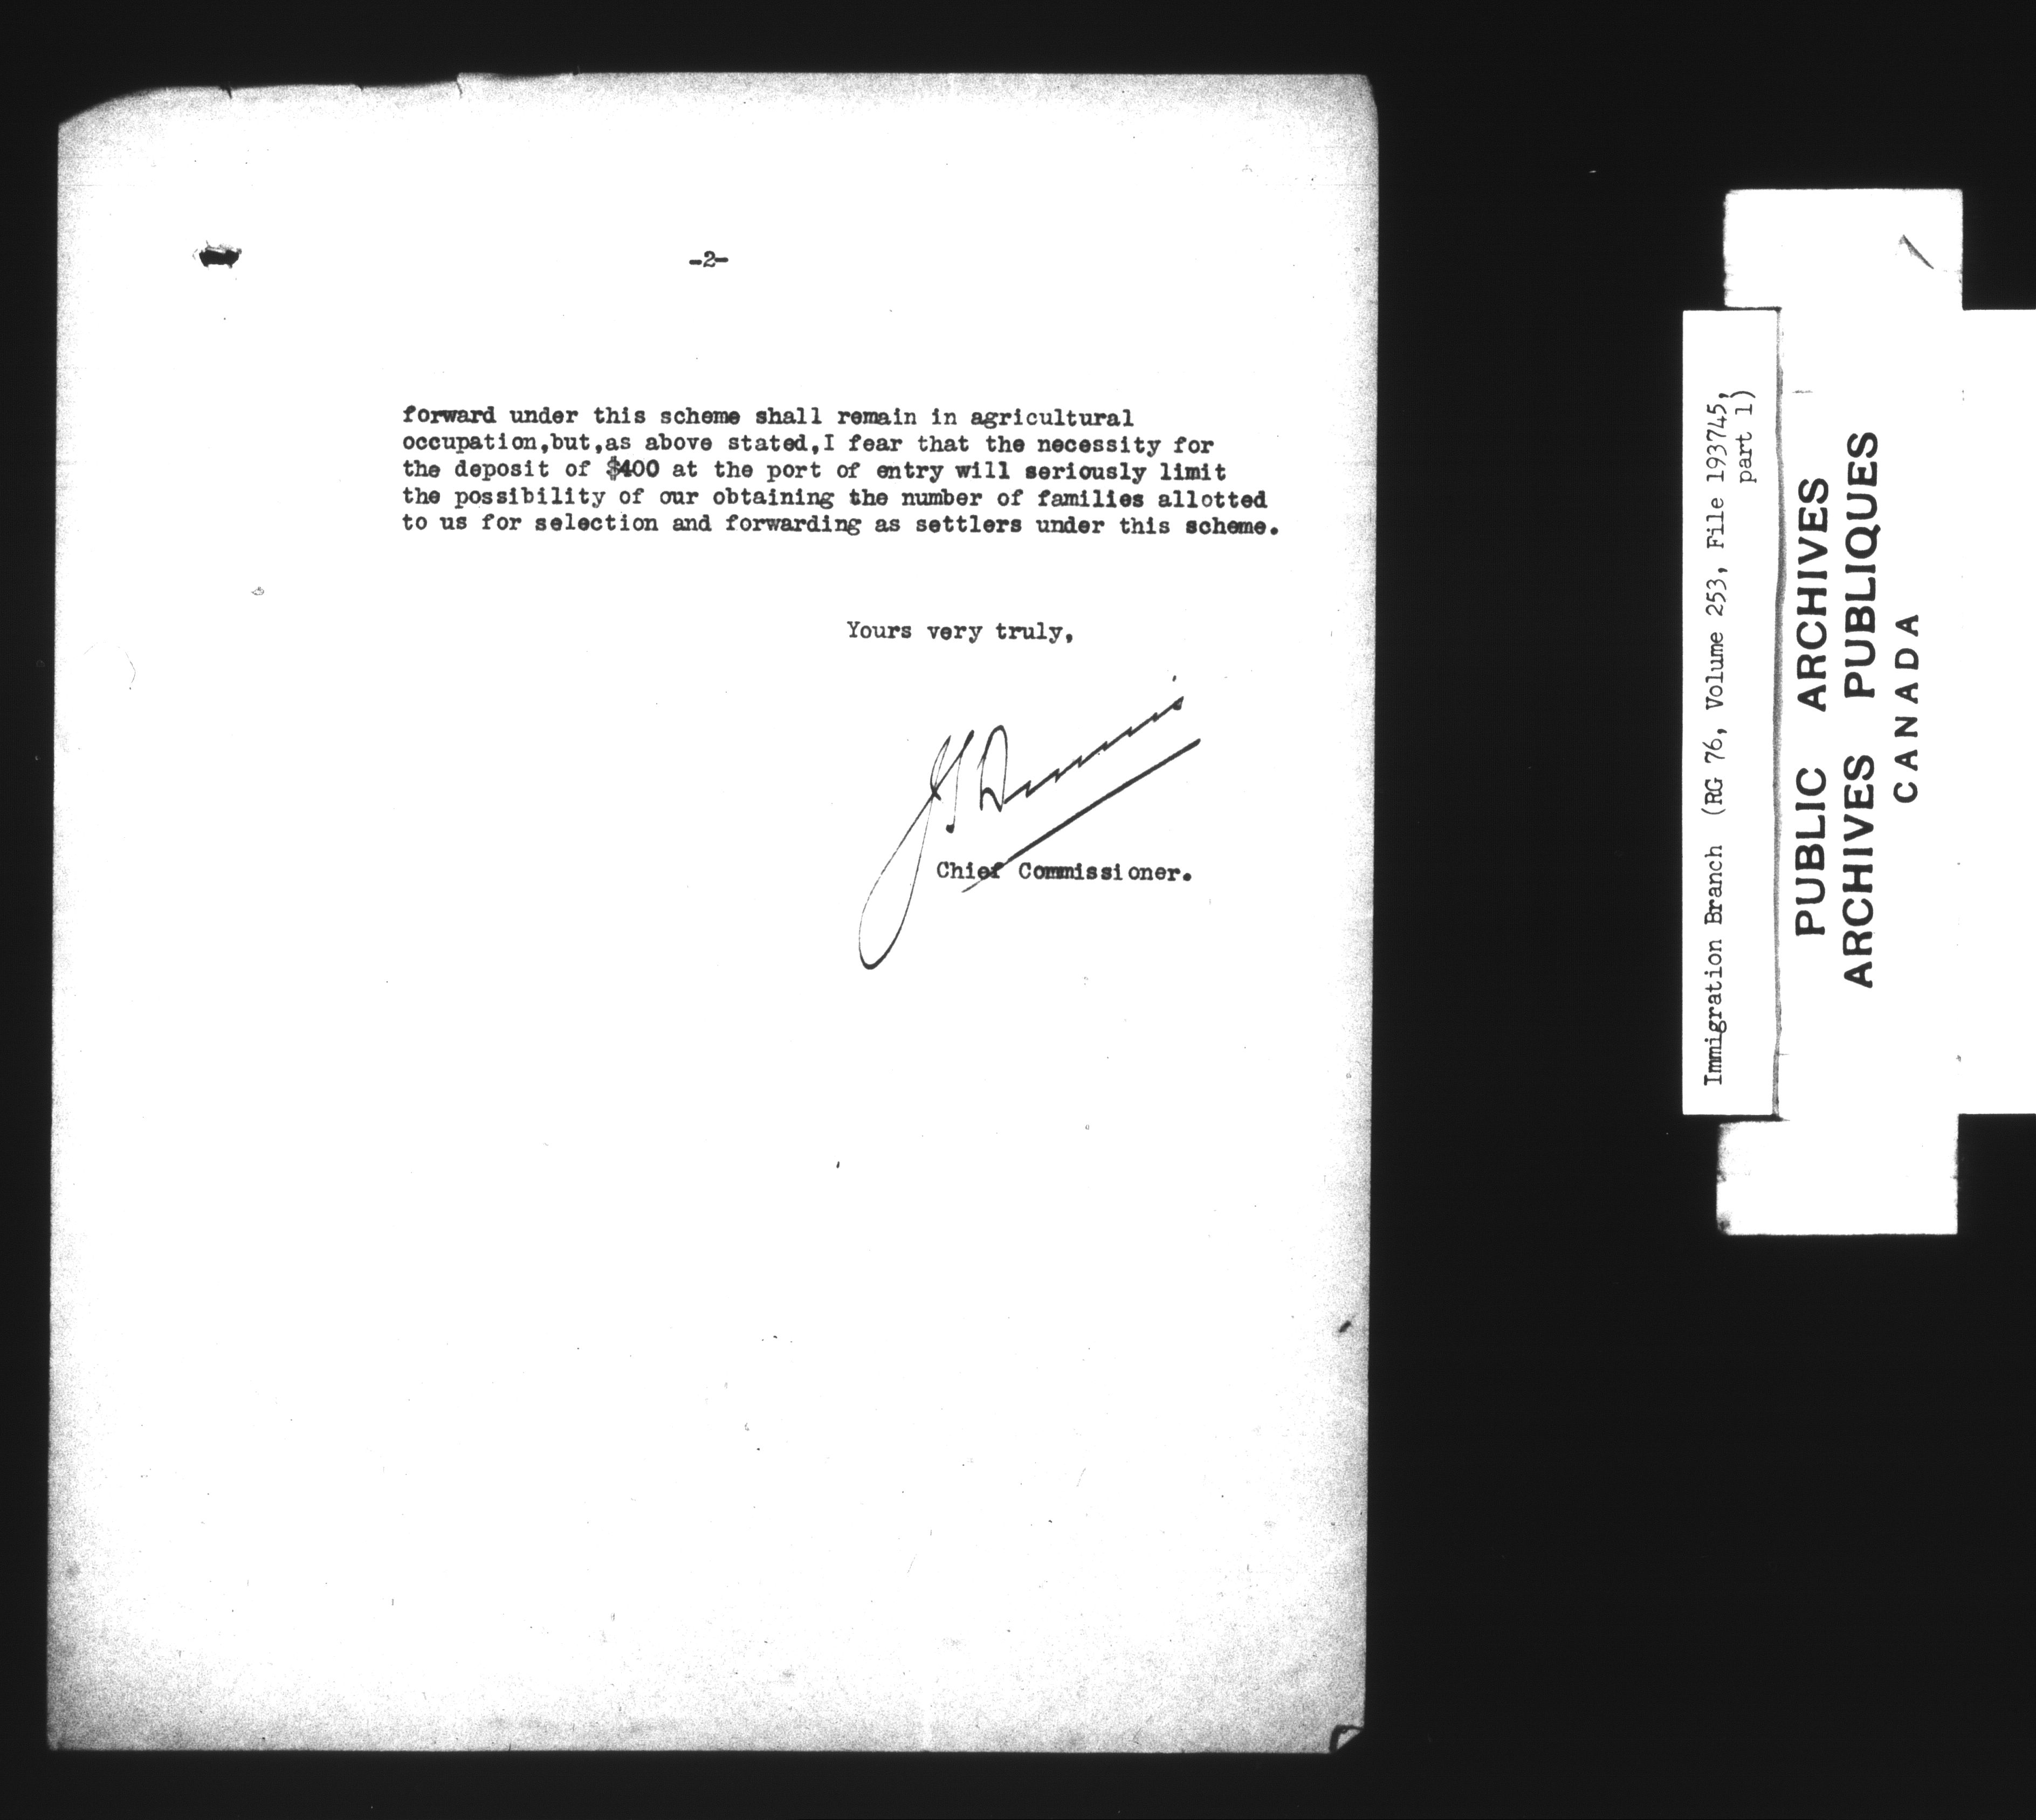 -2-
forward under this scheme shall remain in agricultural
occupation,but,as above stated,I fear that the necessity for
the deposit of $400 at the port of entry will seriously limit
the possibility of our obtaining the number of families allotted
to us for selection and forwarding as settlers under this scheme.
Yours very truly,
J S Dennis
Chief Commissioner.
Immigration Branch (RG 76, Volume 253, File 193745,
part 1)
PUBLIC ARCHIVES
ARCHIVES PUBLIQUES
CANADA